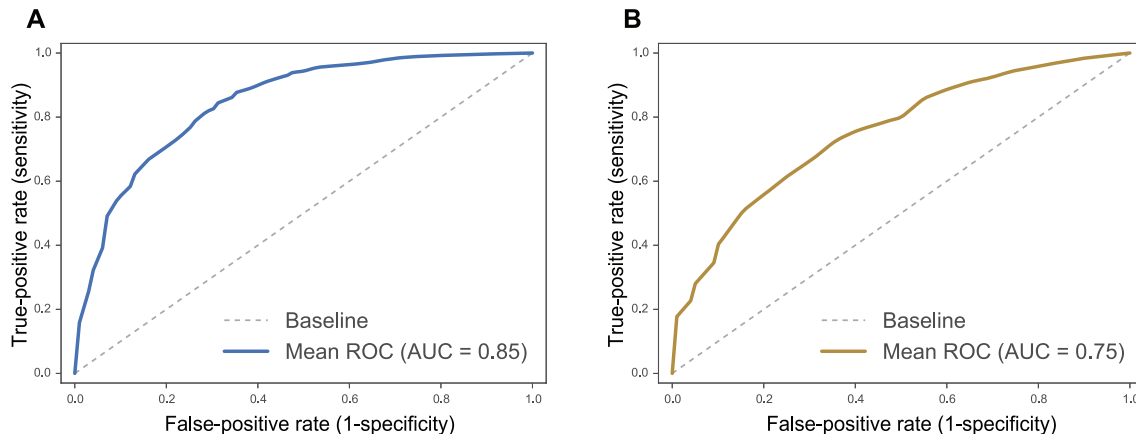 A
True-positive rate (sensitivity)
1.0
0.8
0.6
0.4
0.2
0.0
Baseline
Mean ROC (AUC = 0.85)
0.0 0.2 0.4 0.6 0.8 1.0
False-positive rate (1-specificity)
B
True-positive rate (sensitivity)
1.0
0.8
0.6
0.4
0.2
0.0
Baseline
Mean ROC (AUC = 0.75)
0.0 0.2 0.4 0.6 0.8 1.0
False-positive rate (1-specificity)